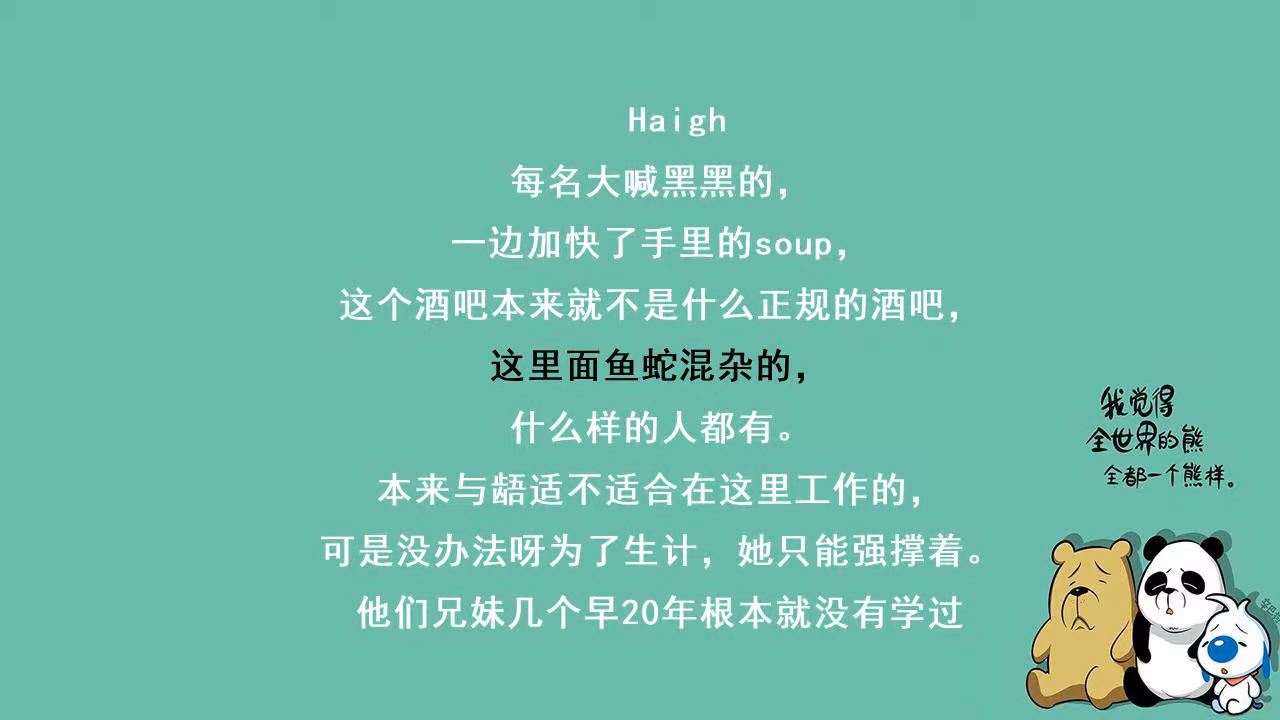 Haigh
每名大喊黑黑的，
一边加快了手里的soup，
这个酒吧本来就不是什么正规的酒吧，
这里面鱼蛇混杂的，
什么样的人都有。
本来与龉适不适合在这里工作的，
可是没办法呀为了生计，她只能强撑着。
他们兄妹几个早20年根本就没有学过
我觉得
全世界的熊
全都一个熊样。